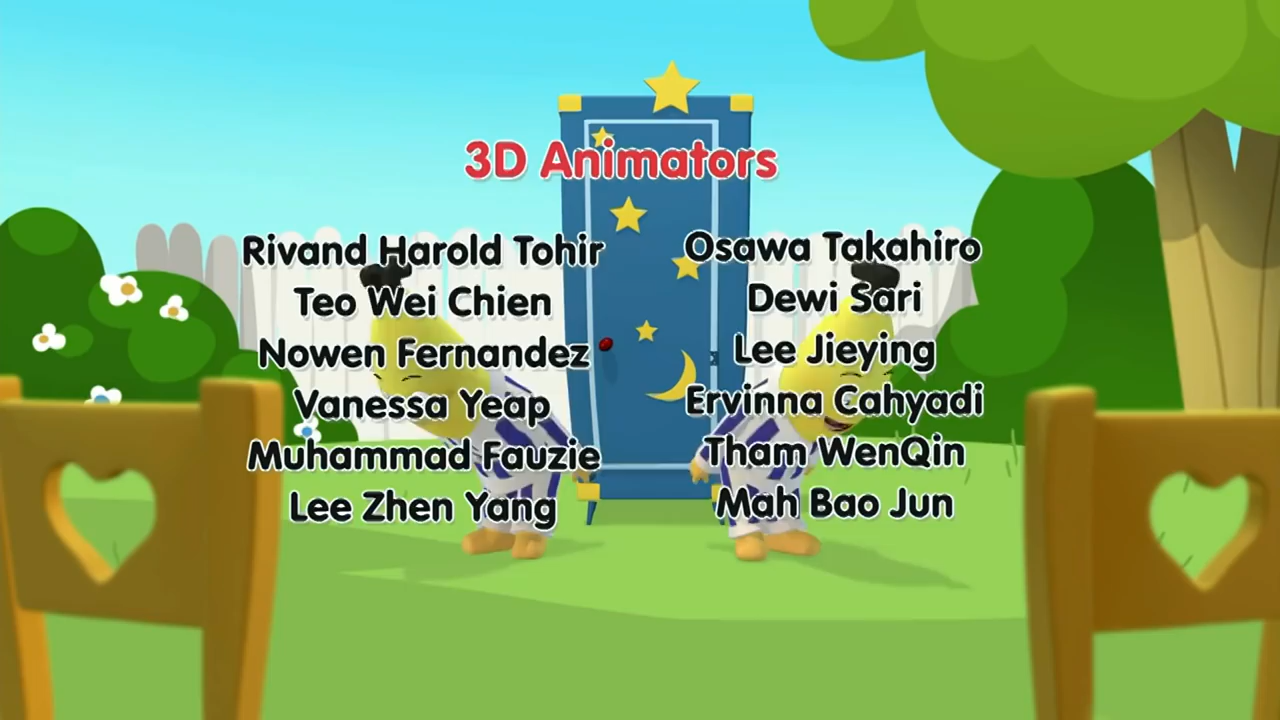 3D Animators
Rivand Harold Tohir
Teo Wei Chien
Nowen Fernandez
Vanessa Yeap
Muhammad Fauzie
Lee Zhen Yang
Osawa Takahiro
Dewi Sari
Lee Jieying
Ervinna Cahyadi
Tham WenQin
Mah Bao Jun